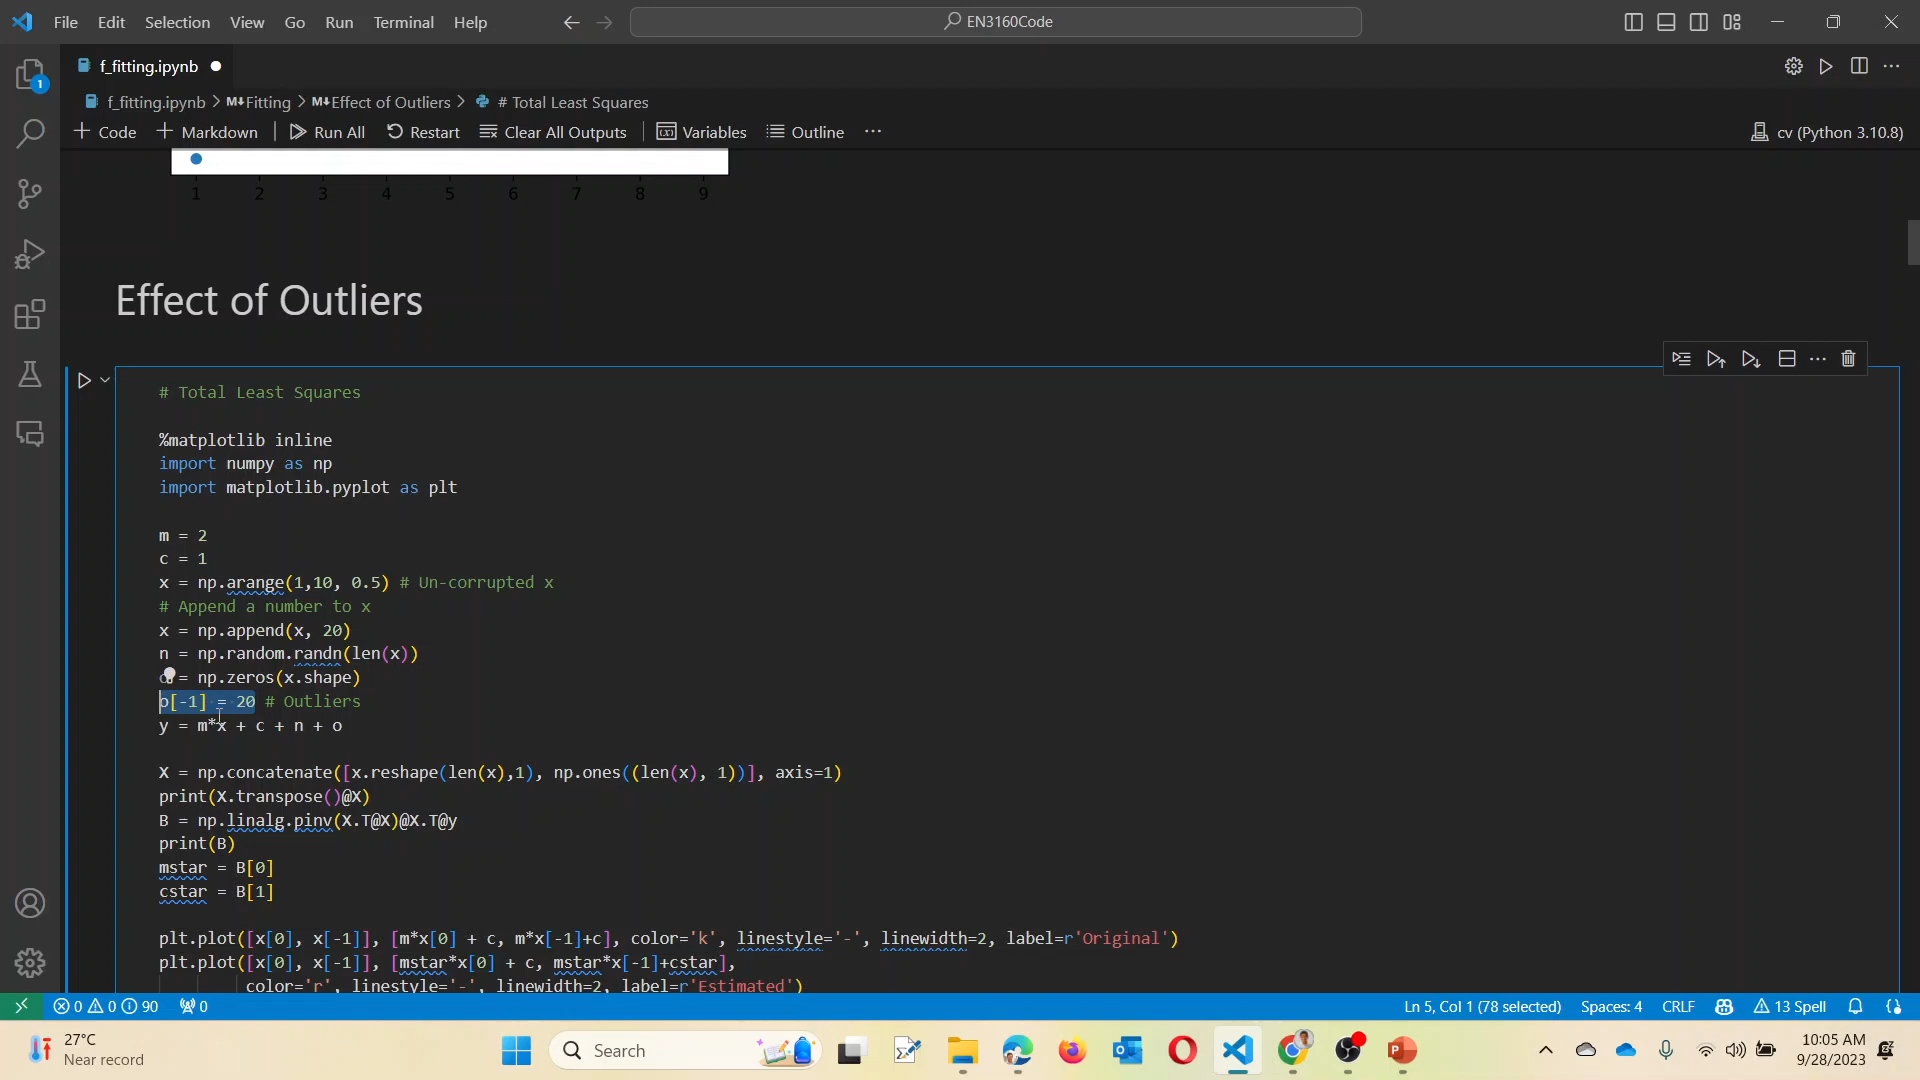 File Edit Selection View Go Run Terminal Help
EN3160Code
f_fitting.ipynb
1
f_fitting.ipynb > M↓Fitting > M↓Effect of Outliers > # Total Least Squares
+ Code + Markdown Run All Restart Clear All Outputs Variables Outline ...
cv (Python 3.10.8)
1 2 3 4 5 6 7 8 9
Effect of Outliers
# Total Least Squares
%matplotlib inline
import numpy as np
import matplotlib.pyplot as plt
m = 2
c = 1
x = np.arange(1,10, 0.5) # Un-corrupted x
# Append a number to x
x = np.append(x, 20)
n = np.random.randn(len(x))
= np.zeros(x.shape)
o[-1] = 20 # Outliers
y = m*x + c + n + o
X = np.concatenate([x.reshape(len(x),1), np.ones((len(x), 1))], axis=1)
print(X.transpose()@X)
B = np.linalg.pinv(X.T@X)@X.T@y
print(B)
mstar = B[0]
cstar = B[1]
plt.plot([x[0], x[-1]], [m*x[0] + c, m*x[-1]+c], color='k', linestyle='-', linewidth=2, label=r'Original')
plt.plot([x[0], x[-1]], [mstar*x[0] + c, mstar*x[-1]+cstar],
color='r', linestyle='-', linewidth=2, label=r'Estimated')
0 0 90 0
Ln 5, Col 1 (78 selected) Spaces: 4 CRLF 13 Spell
27°C
Near record
Search
10:05 AM
9/28/2023